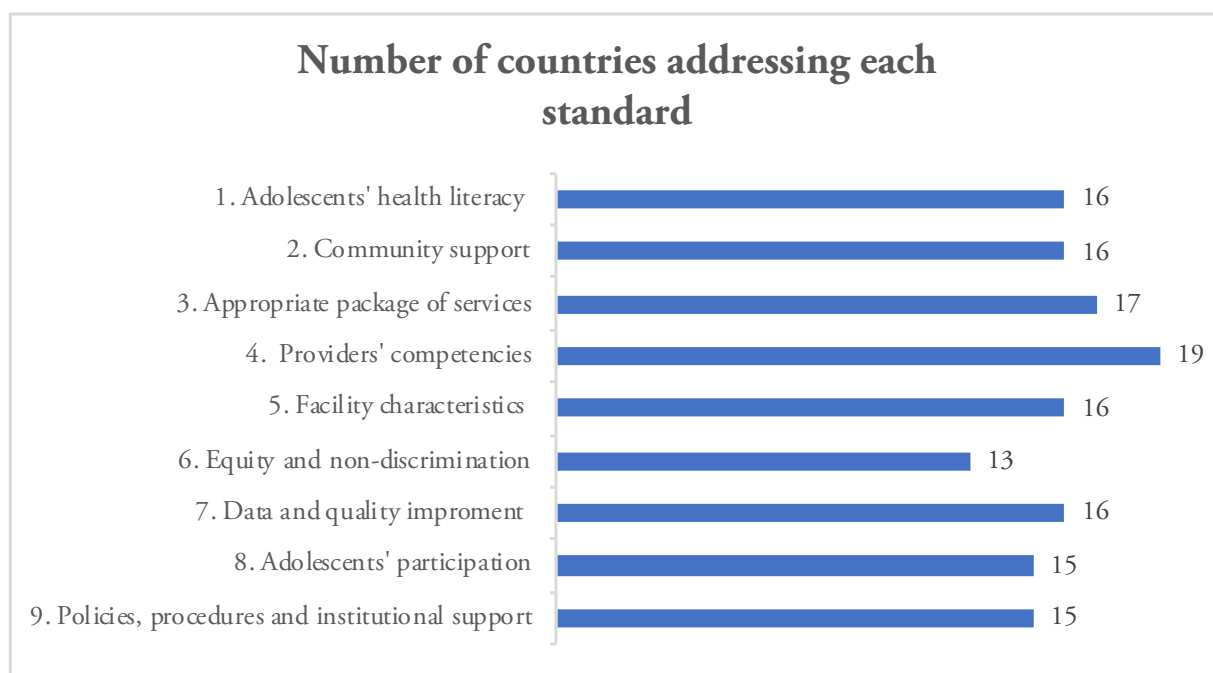 Number of countries addressing each
standard
1. Adolescents' health literacy 16
2. Community support 16
3. Appropriate package of services 17
4. Providers' competencies 19
5. Facility characteristics 16
6. Equity and non-discrimination 13
7. Data and quality improment 16
8. Adolescents' participation 15
9. Policies, procedures and institutional support 15